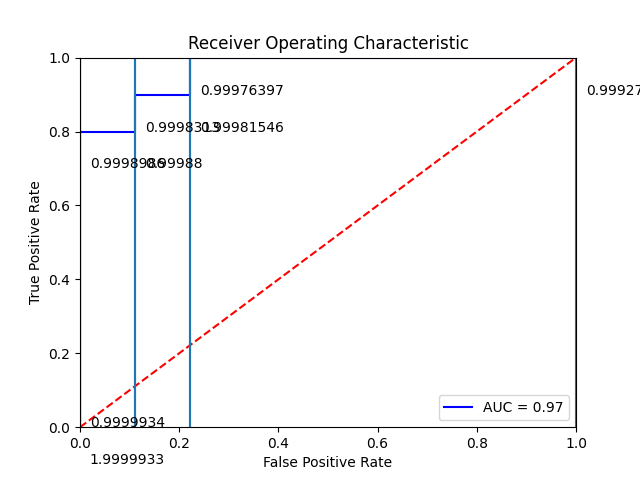 Receiver Operating Characteristic
1.0
0.99976397
0.99927
0.8
0.99981546
0.99988
0.6
True Positive Rate
0.4
0.2
AUC = 0.97
0.9999934
0.0
0.0 0.2 0.4 0.6 0.8 1.0
1.9999933
False Positive Rate